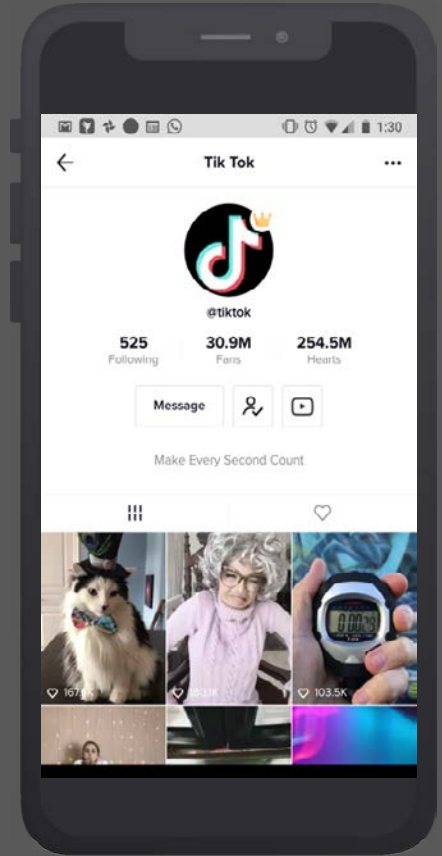 1:30
Tik Tok
@tiktok
525 30.9M 254.5M
Following Fans Hearts
Message
Make Every Second Count
103.5K